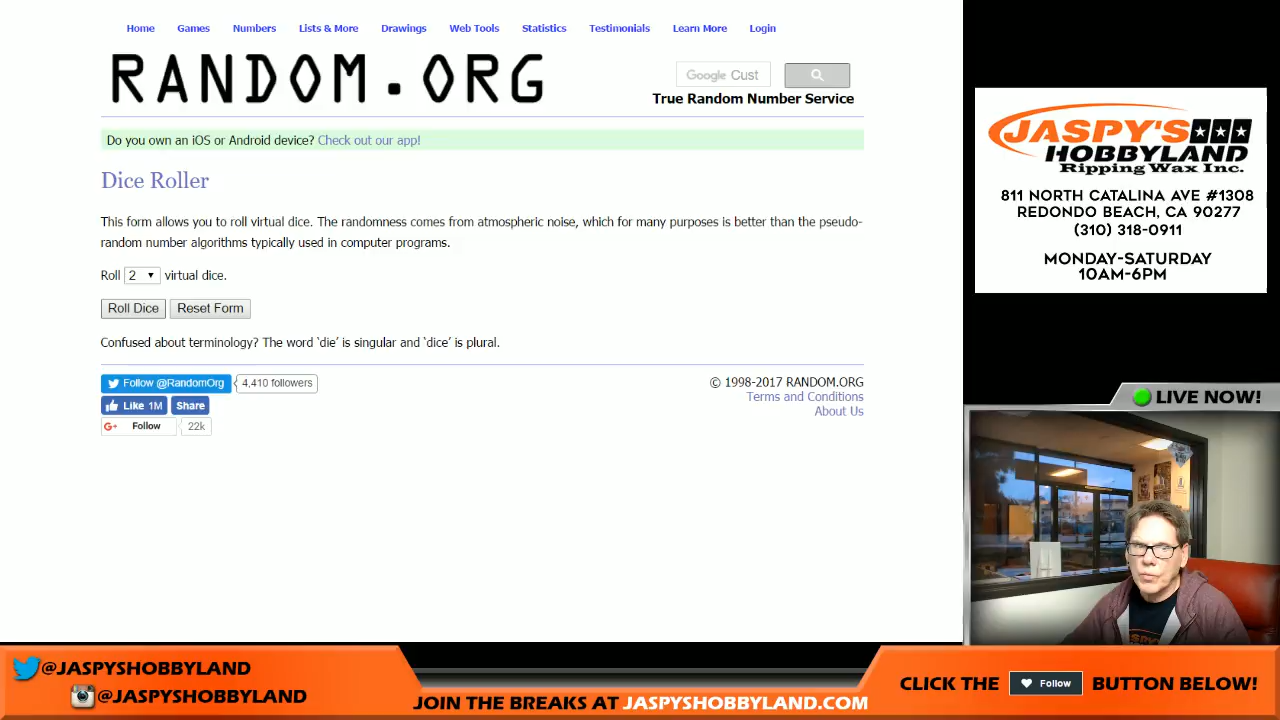 Home Games Numbers Lists & More Drawings Web Tools Statistics Testimonials Learn More Login
RANDOM.ORG
Google Cust
True Random Number Service
Do you own an iOS or Android device? Check out our app!
Dice Roller
This form allows you to roll virtual dice. The randomness comes from atmospheric noise, which for many purposes is better than the pseudo-
random number algorithms typically used in computer programs.
Roll 2 virtual dice.
Roll Dice Reset Form
Confused about terminology? The word ‘die’ is singular and ‘dice’ is plural.
Follow @RandomOrg 4,410 followers
Like 1M Share
G+ Follow 22k
© 1998-2017 RANDOM.ORG
Terms and Conditions
About Us
JASPY'S
HOBBYLAND
Ripping Wax Inc.
811 NORTH CATALINA AVE #1308
REDONDO BEACH, CA 90277
(310) 318-0911
MONDAY-SATURDAY
10AM-6PM
LIVE NOW!
@JASPYSHOBBYLAND
@JASPYSHOBBYLAND
JOIN THE BREAKS AT JASPYSHOBBYLAND.COM
CLICK THE Follow BUTTON BELOW!